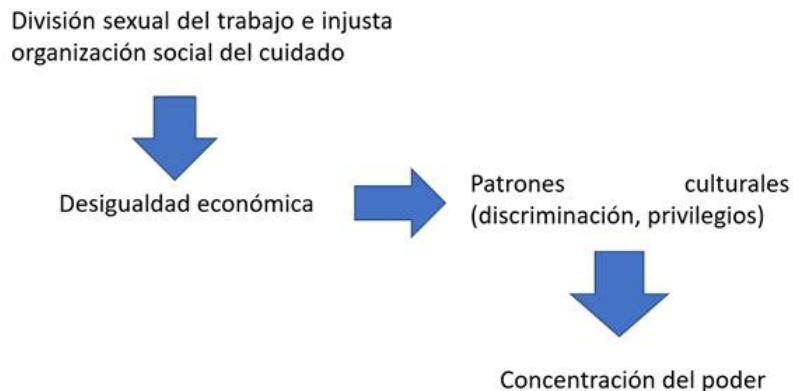 División sexual del trabajo e injusta
organización social del cuidado
Desigualdad económica
Patrones culturales
(discriminación, privilegios)
Concentración del poder